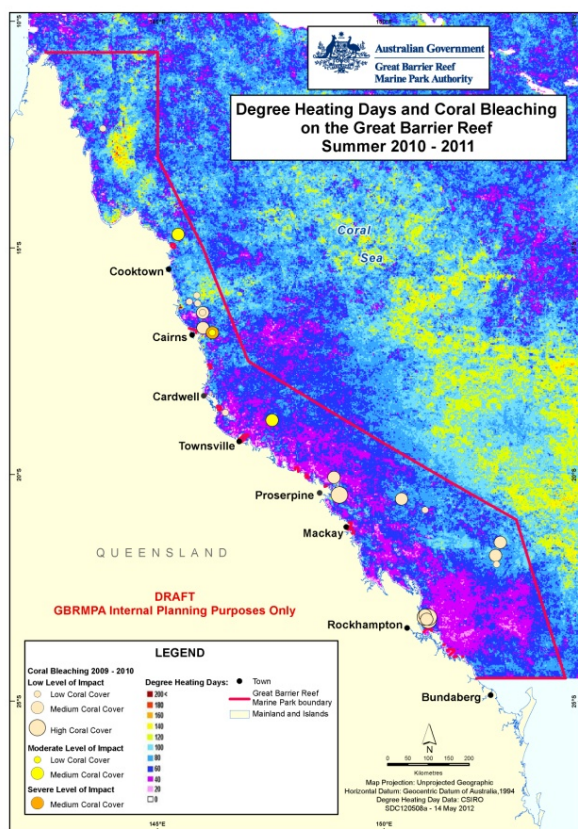 145°S
150°S
10°S
10°S
Australian Government
Great Barrier Reef
Marine Park Authority
Degree Heating Days and Coral Bleaching
on the Great Barrier Reef
Summer 2010 - 2011
15°S
Coral
Sea
Cooktown
Cairns
Cardwell
Townsville
20°S
20°S
Proserpine
Mackay
QUEENSLAND
DRAFT
GBRMPA Internal Planning Purposes Only
Rockhampton
Bundaberg
25°S
25°S
LEGEND
Coral Bleaching 2009 - 2010
Low Level of Impact
Low Coral Cover
Medium Coral Cover
High Coral Cover
Moderate Level of Impact
Low Coral Cover
Medium Coral Cover
Severe Level of Impact
Medium Coral Cover
Degree Heating Days:
200<
180
160
140
120
100
80
60
40
20
0
Town
Great Barrier Reef
Marine Park boundary
Mainland and Islands
N
0 50 100 200
Kilometres
Map Projection: Unprojected Geographic
Horizontal Datum: Geocentric Datum of Australia,1994
Degree Heating Day Data: CSIRO
SDC120508a - 14 May 2012
145°S
150°S